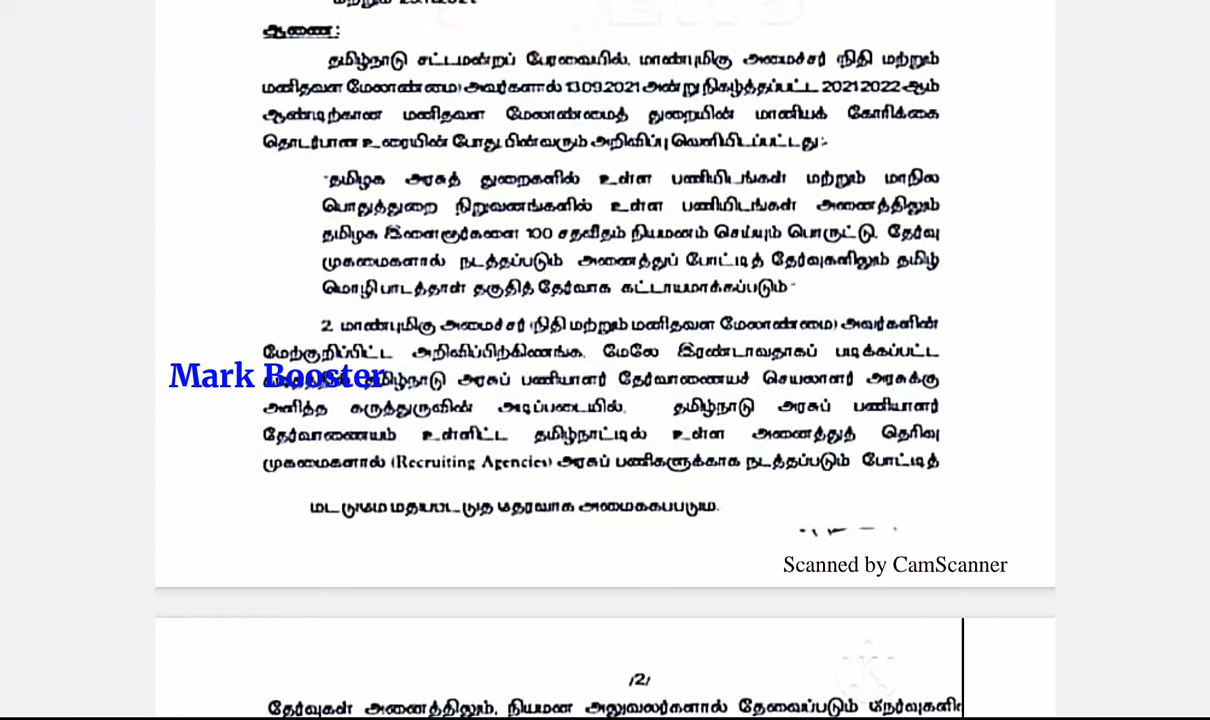 ஆணை:
தமிழ்நாடு சட்டமன்றப் பேரவையில், மாண்புமிகு அமைச்சர் (நிதி மற்றும்
மனிதவள மேலாண்மை) அவர்களால் 13.09.2021 அன்று நிகழ்த்தப்பட்ட 2021-2022-ஆம்
ஆண்டிற்கான மனிதவள மேலாண்மைத் துறையின் மானியக் கோரிக்கை
தொடர்பான உரையின் போது பின்வரும் அறிவிப்பு வெளியிடப்பட்டது:-
"தமிழக அரசுத் துறைகளில் உள்ள பணியிடங்கள் மற்றும் மாநில
பொதுத்துறை நிறுவனங்களில் உள்ள பணியிடங்கள் அனைத்திலும்
தமிழக இளைஞர்களை 100 சதவீதம் நியமனம் செய்யும் பொருட்டு, தேர்வு
முகமைகளால் நடத்தப்படும் அனைத்துப் போட்டித் தேர்வுகளிலும் தமிழ்
மொழி பாடத்தாள் தகுதித் தேர்வாக கட்டாயமாக்கப்படும்"
2. மாண்புமிகு அமைச்சர் (நிதி மற்றும் மனிதவள மேலாண்மை) அவர்களின்
மேற்குறிப்பிட்ட அறிவிப்பிற்கிணங்க, மேலே இரண்டாவதாகப் படிக்கப்பட்ட
Mark Booster தமிழ்நாடு அரசுப் பணியாளர் தேர்வாணையச் செயலாளர் அரசுக்கு
அளித்த கருத்துருவின் அடிப்படையில், தமிழ்நாடு அரசுப் பணியாளர்
தேர்வாணையம் உள்ளிட்ட தமிழ்நாட்டில் உள்ள அனைத்துத் தெரிவு
முகமைகளால் (Recruiting Agencies) அரசுப் பணிகளுக்காக நடத்தப்படும் போட்டித்
அமைக்கப்படும்.
Scanned by CamScanner
/2/
தேர்வுகள் அனைத்திலும், நியமன அலுவலர்களால் தேவைப்படும்